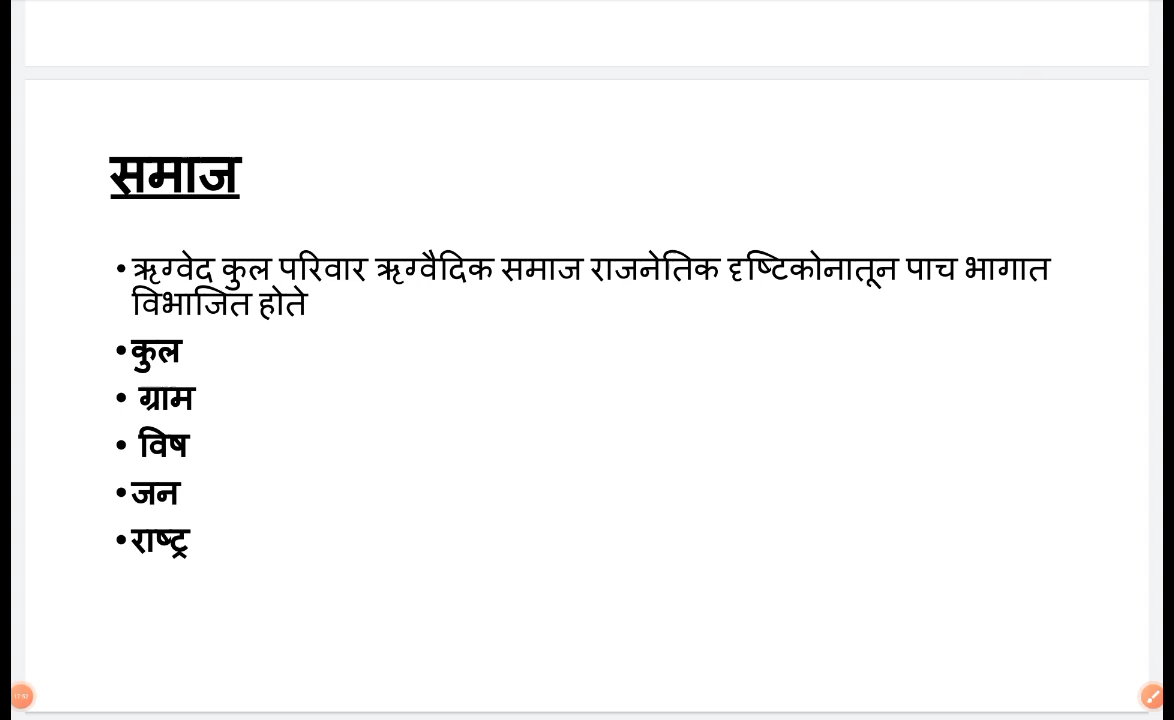 समाज
•ऋग्वेद कुल परिवार ऋग्वैदिक समाज राजनेतिक दृष्टिकोनातून पाच भागात
विभाजित होते
•कुल
• ग्राम
• विष
•जन
•राष्ट्र